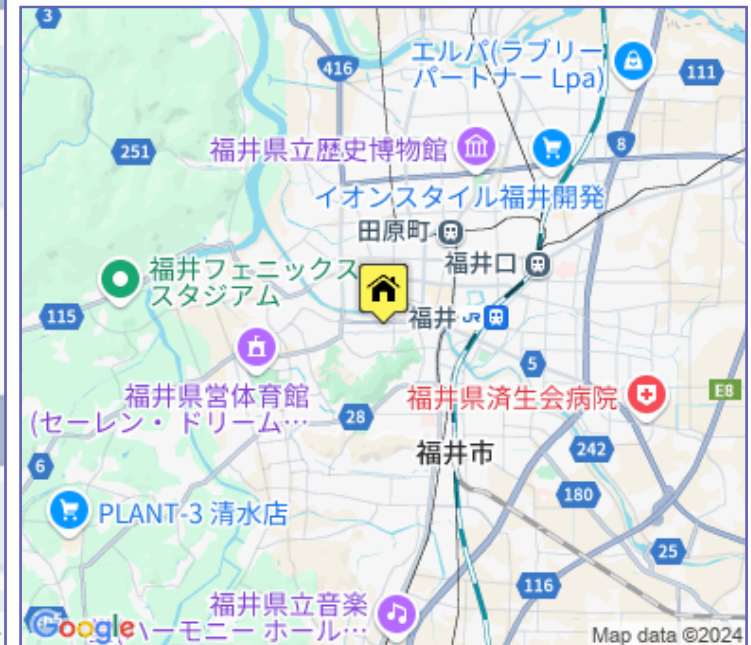 3
416
エルパ(ラブリー
パートナー Lpa)
111
8
251
福井県立歴史博物館
イオンスタイル福井開発
田原町
福井口
福井フェニックス
スタジアム
115
福井 JR
5
福井県営体育館
(セーレン・ドリーム…
福井県済生会病院
E8
28
242
6
福井市
180
PLANT-3 清水店
25
116
福井県立音楽
(ハーモニー ホール…
Google
Map data ©2024